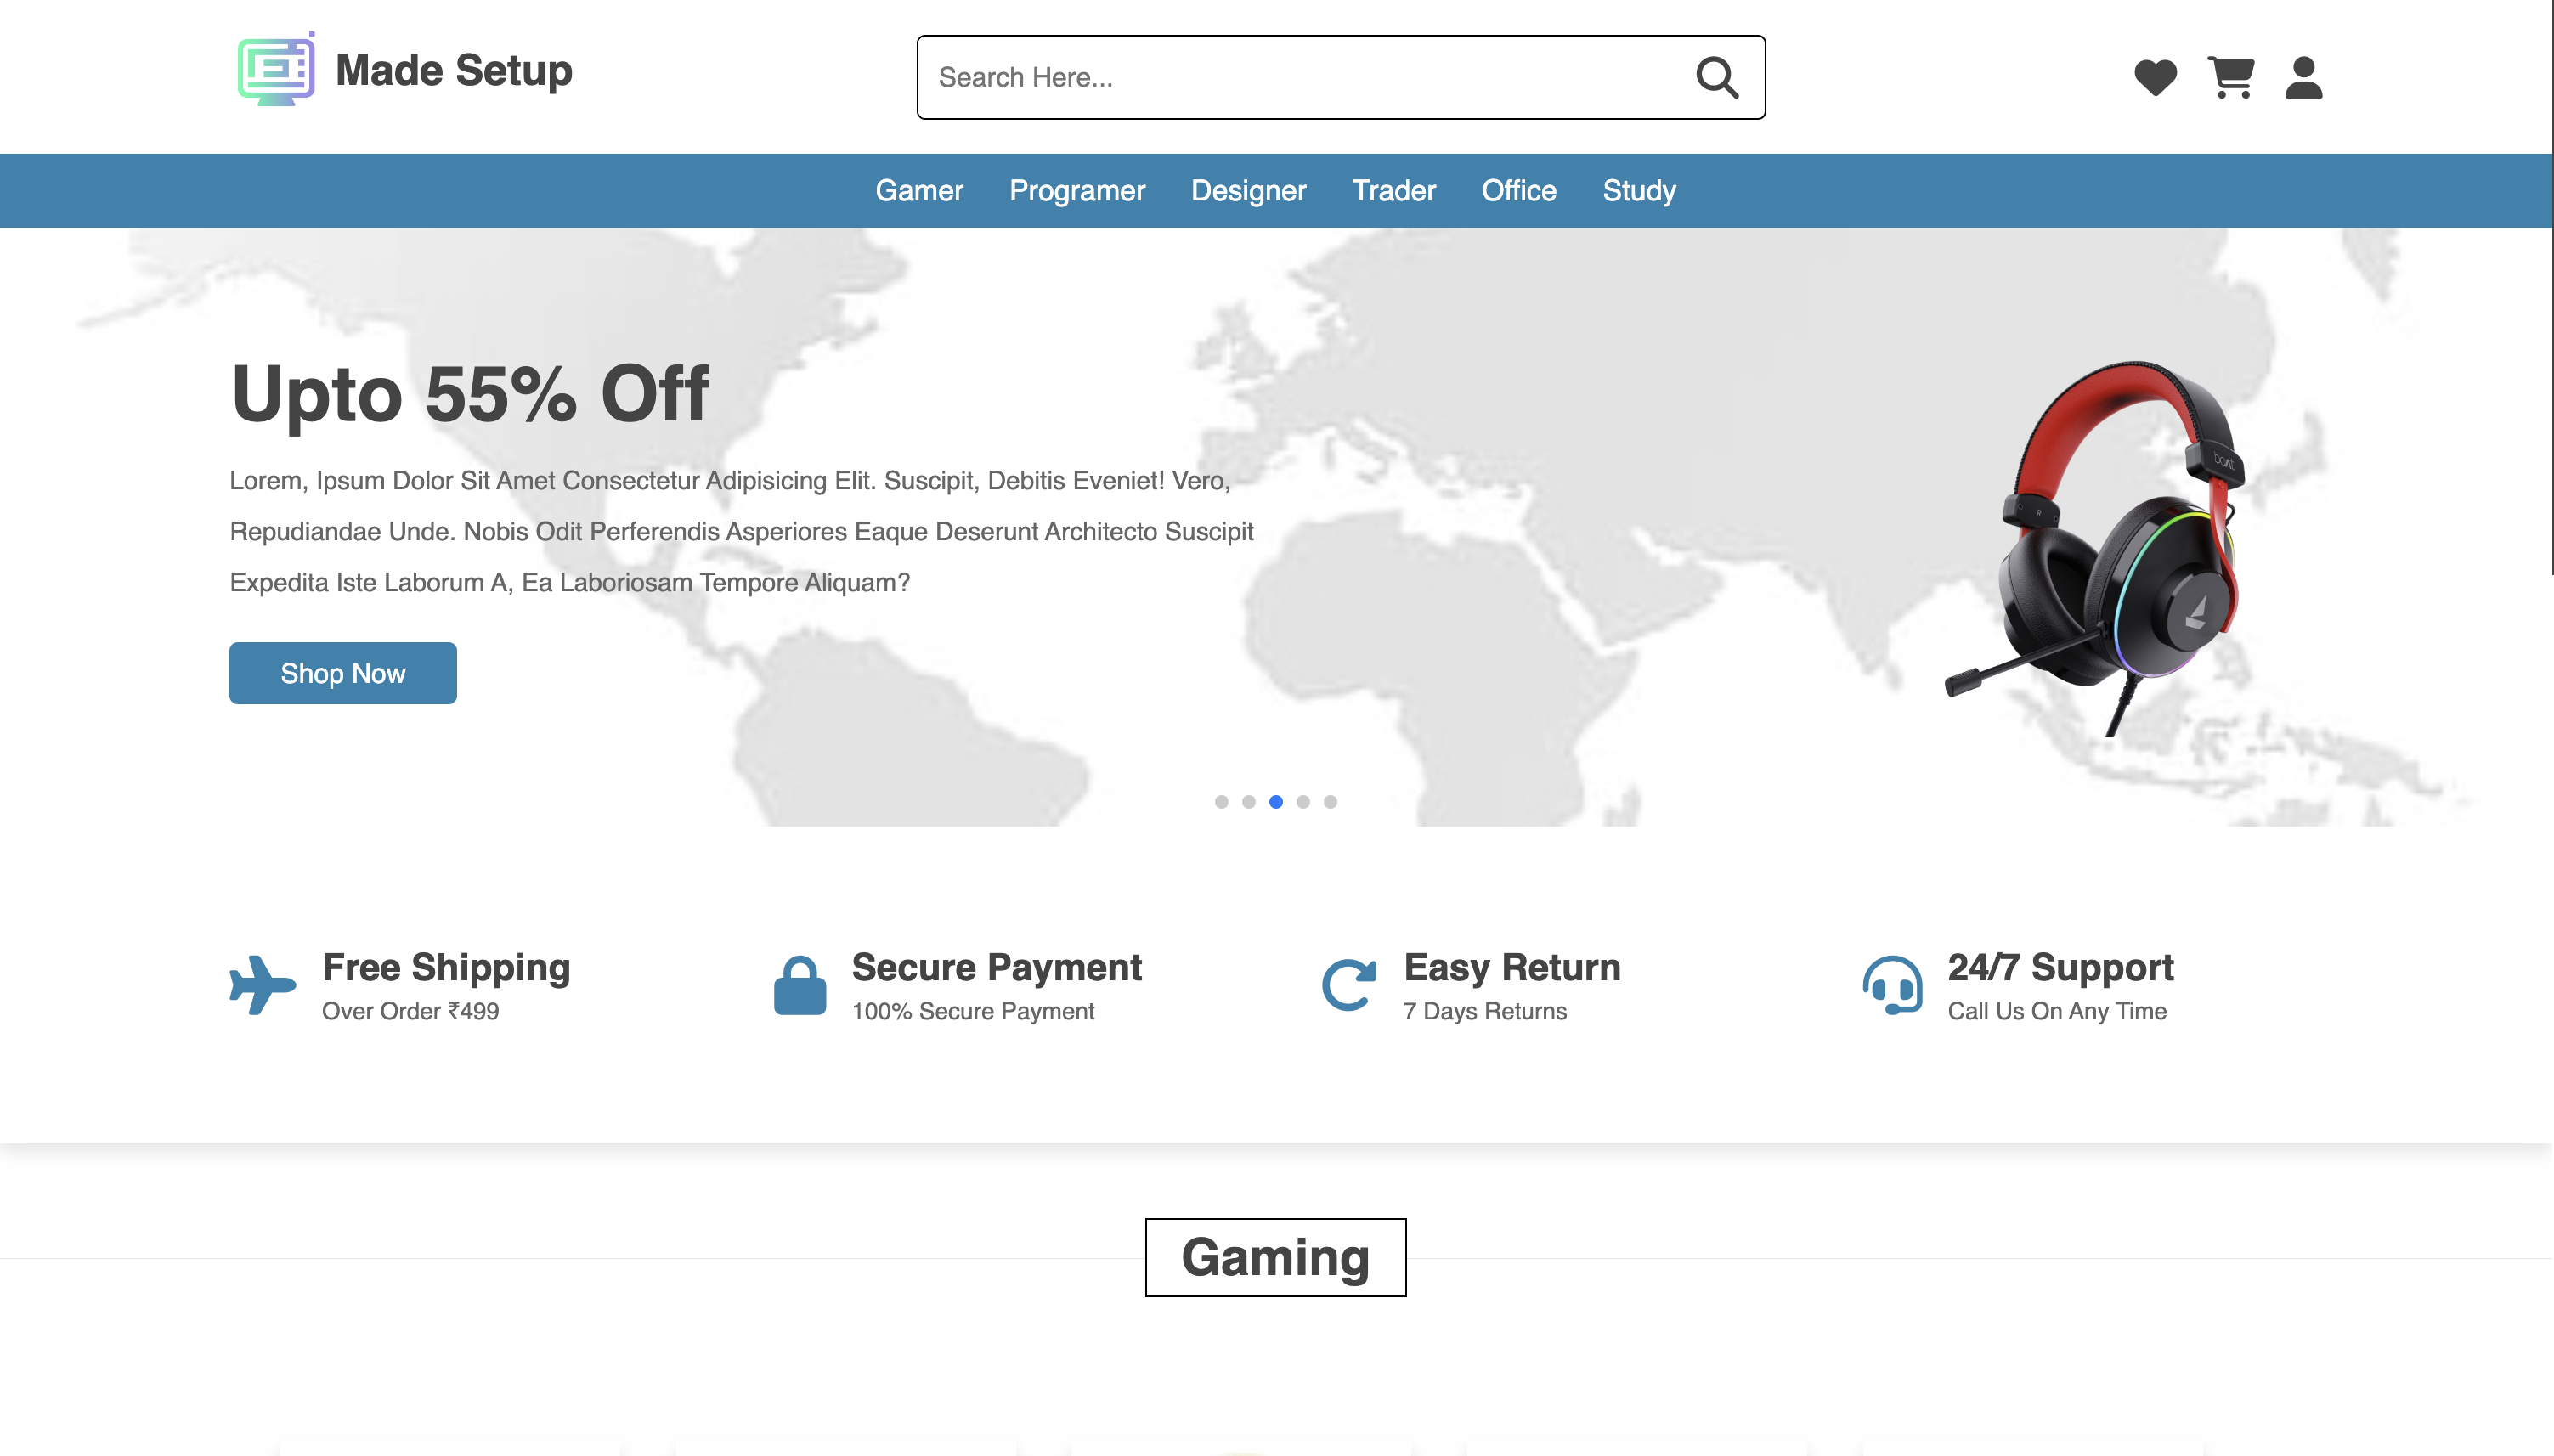 Made Setup
Search Here...
Gamer Programer Designer Trader Office Study
Upto 55% Off
Lorem, Ipsum Dolor Sit Amet Consectetur Adipisicing Elit. Suscipit, Debitis Eveniet! Vero,
Repudiandae Unde. Nobis Odit Perferendis Asperiores Eaque Deserunt Architecto Suscipit
Expedita Iste Laborum A, Ea Laboriosam Tempore Aliquam?
boAt
R
Shop Now
Free Shipping
Over Order ₹499
Secure Payment
100% Secure Payment
Easy Return
7 Days Returns
24/7 Support
Call Us On Any Time
Gaming